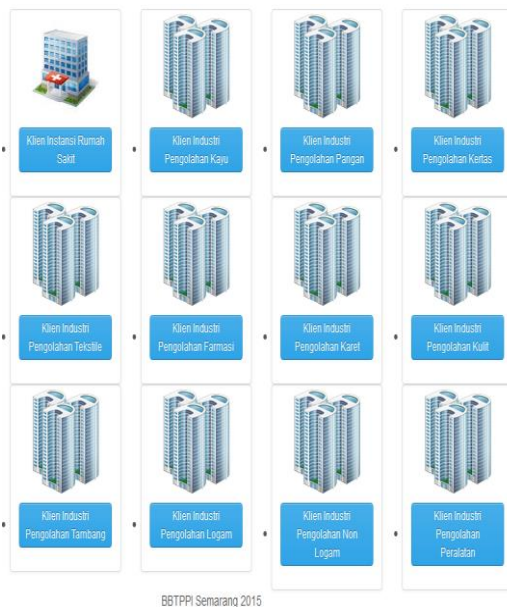 Klien Instansi Rumah
Sakit
Klien Industri
Pengolahan Kayu
Klien Industri
Pengolahan Pangan
Klien Industri
Pengolahan Kertas
Klien Industri
Pengolahan Tekstile
Klien Industri
Pengolahan Farmasi
Klien Industri
Pengolahan Karet
Klien Industri
Pengolahan Kulit
Klien Industri
Pengolahan Tambang
Klien Industri
Pengolahan Logam
Klien Industri
Pengolahan Non
Logam
Klien Industri
Pengolahan
Peralatan
BBTPPI Semarang 2015